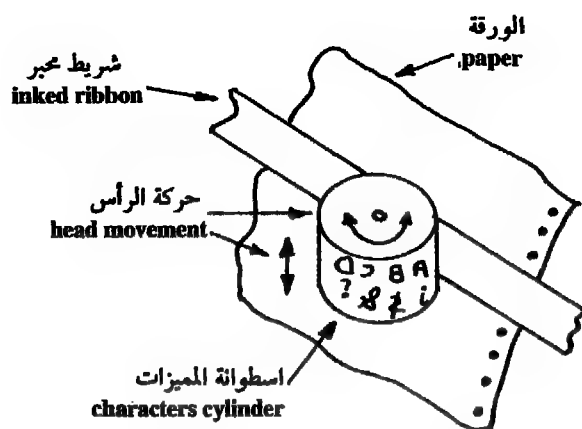 الورقة
paper
شريط محبر
inked ribbon
حركة الرأس
head movement
D C B A
اسطوانة المميزات
characters cylinder